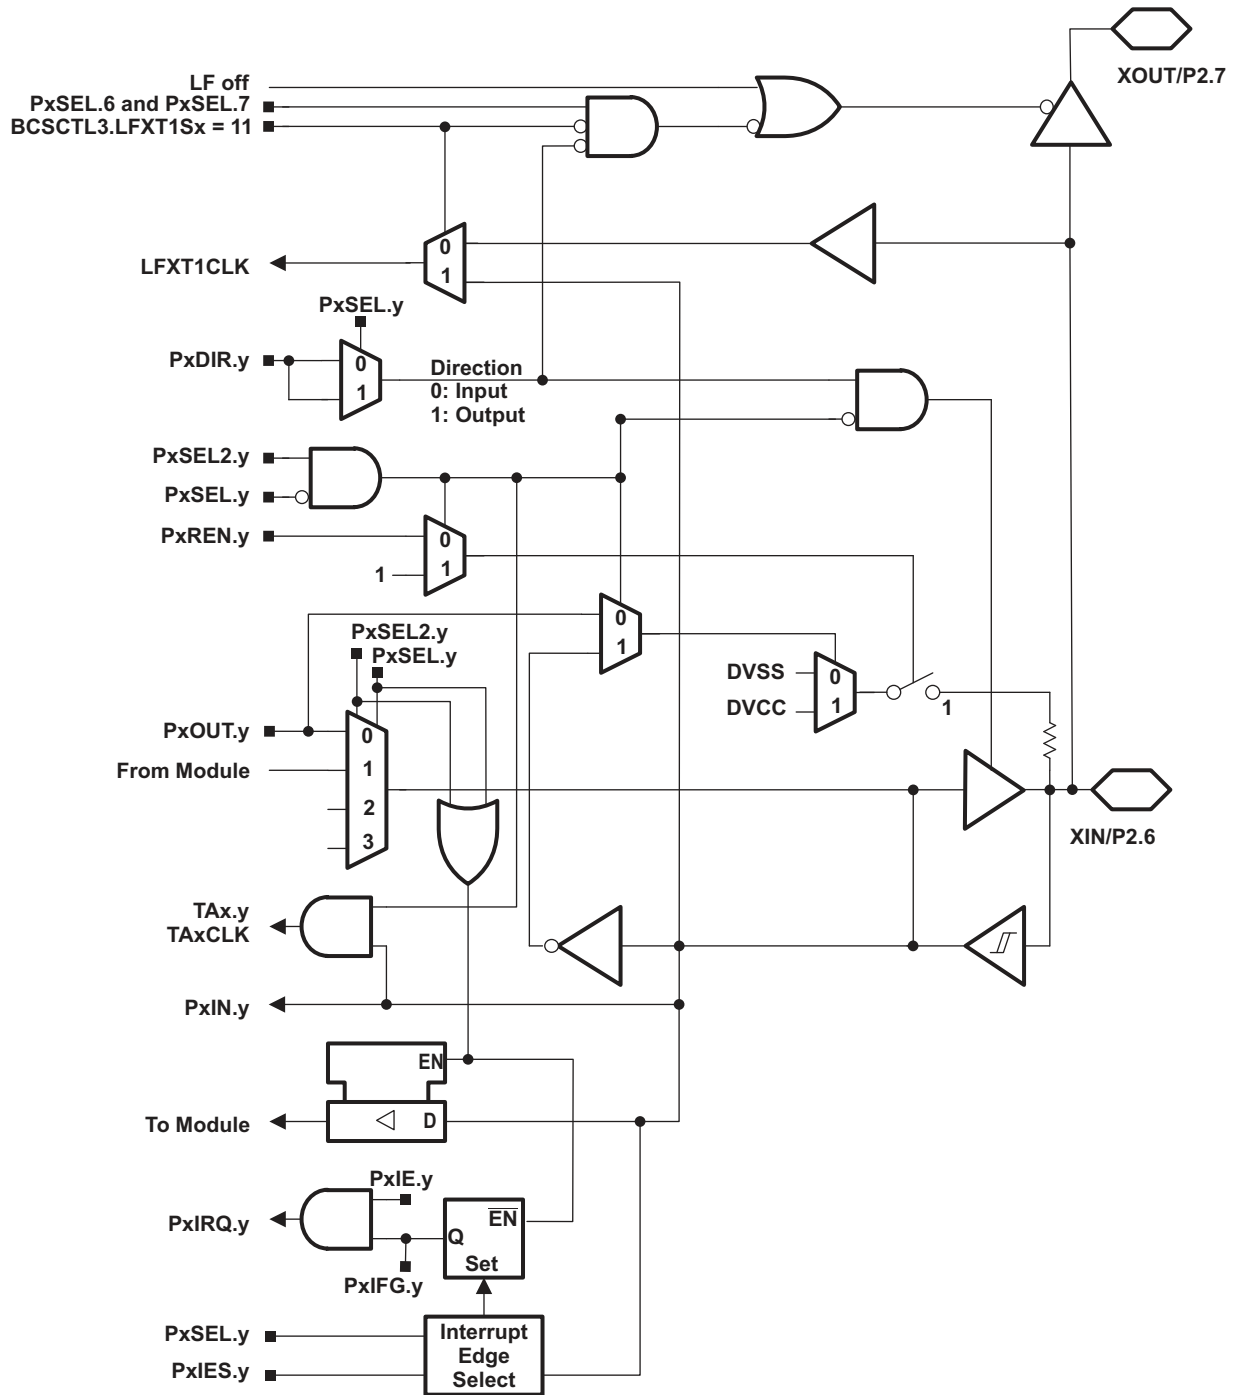 XOUT/P2.7
LF off
PxSEL.6 and PxSEL.7
BCSCTL3.LFXT1Sx = 11
0
LFXT1CLK
1
PxSEL.y
PxDIR.y
0
1
Direction
0: Input
1: Output
PxSEL2.y
PxSEL.y
PxREN.y
0
1
1
0
1
PxSEL2.y
PxSEL.y
DVSS
0
DVCC
1
1
PxOUT.y
0
From Module
1
2
3
XIN/P2.6
TAx.y
TAxCLK
PxIN.y
EN
To Module
D
PxIE.y
PxIRQ.y
EN
Q
Set
PxIFG.y
PxSEL.y
PxIES.y
Interrupt
Edge
Select